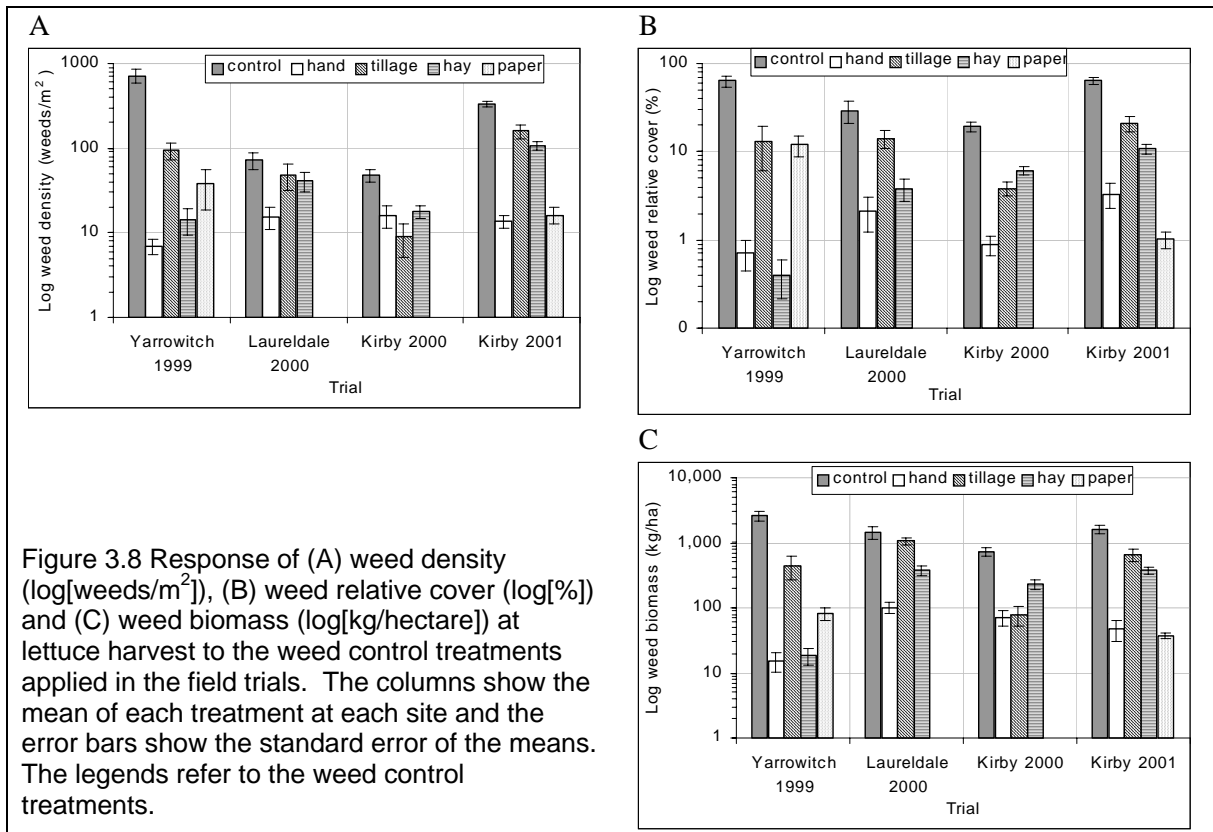 A
control hand tillage hay paper
Log weed density (weeds/m²)
1000
100
10
1
Yarrowitch 1999
Laureldale 2000
Kirby 2000
Kirby 2001
Trial
B
control hand tillage hay paper
Log weed relative cover (%)
100
10
1
0
Yarrowitch 1999
Laureldale 2000
Kirby 2000
Kirby 2001
Trial
C
control hand tillage hay paper
Log weed biomass (kg/ha)
10,000
1,000
100
10
1
Yarrowitch 1999
Laureldale 2000
Kirby 2000
Kirby 2001
Trial
Figure 3.8 Response of (A) weed density
(log[weeds/m²]), (B) weed relative cover (log[%])
and (C) weed biomass (log[kg/hectare]) at
lettuce harvest to the weed control treatments
applied in the field trials. The columns show the
mean of each treatment at each site and the
error bars show the standard error of the means.
The legends refer to the weed control
treatments.